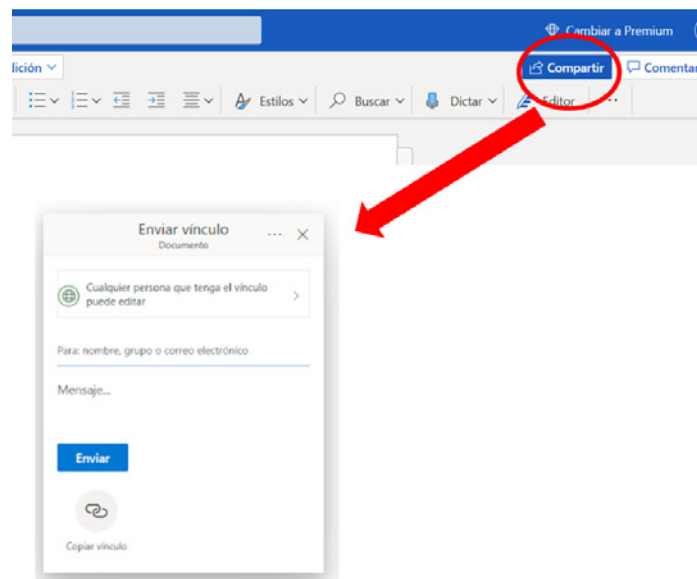 Cambiar a Premium
dición
Compartir
Comentar
Estilos
Buscar
Dictar
Editor
...
Enviar vínculo
...
Documento
Cualquier persona que tenga el vínculo
puede editar
Para: nombre, grupo o correo electrónico
Mensaje...
Enviar
Copiar vínculo